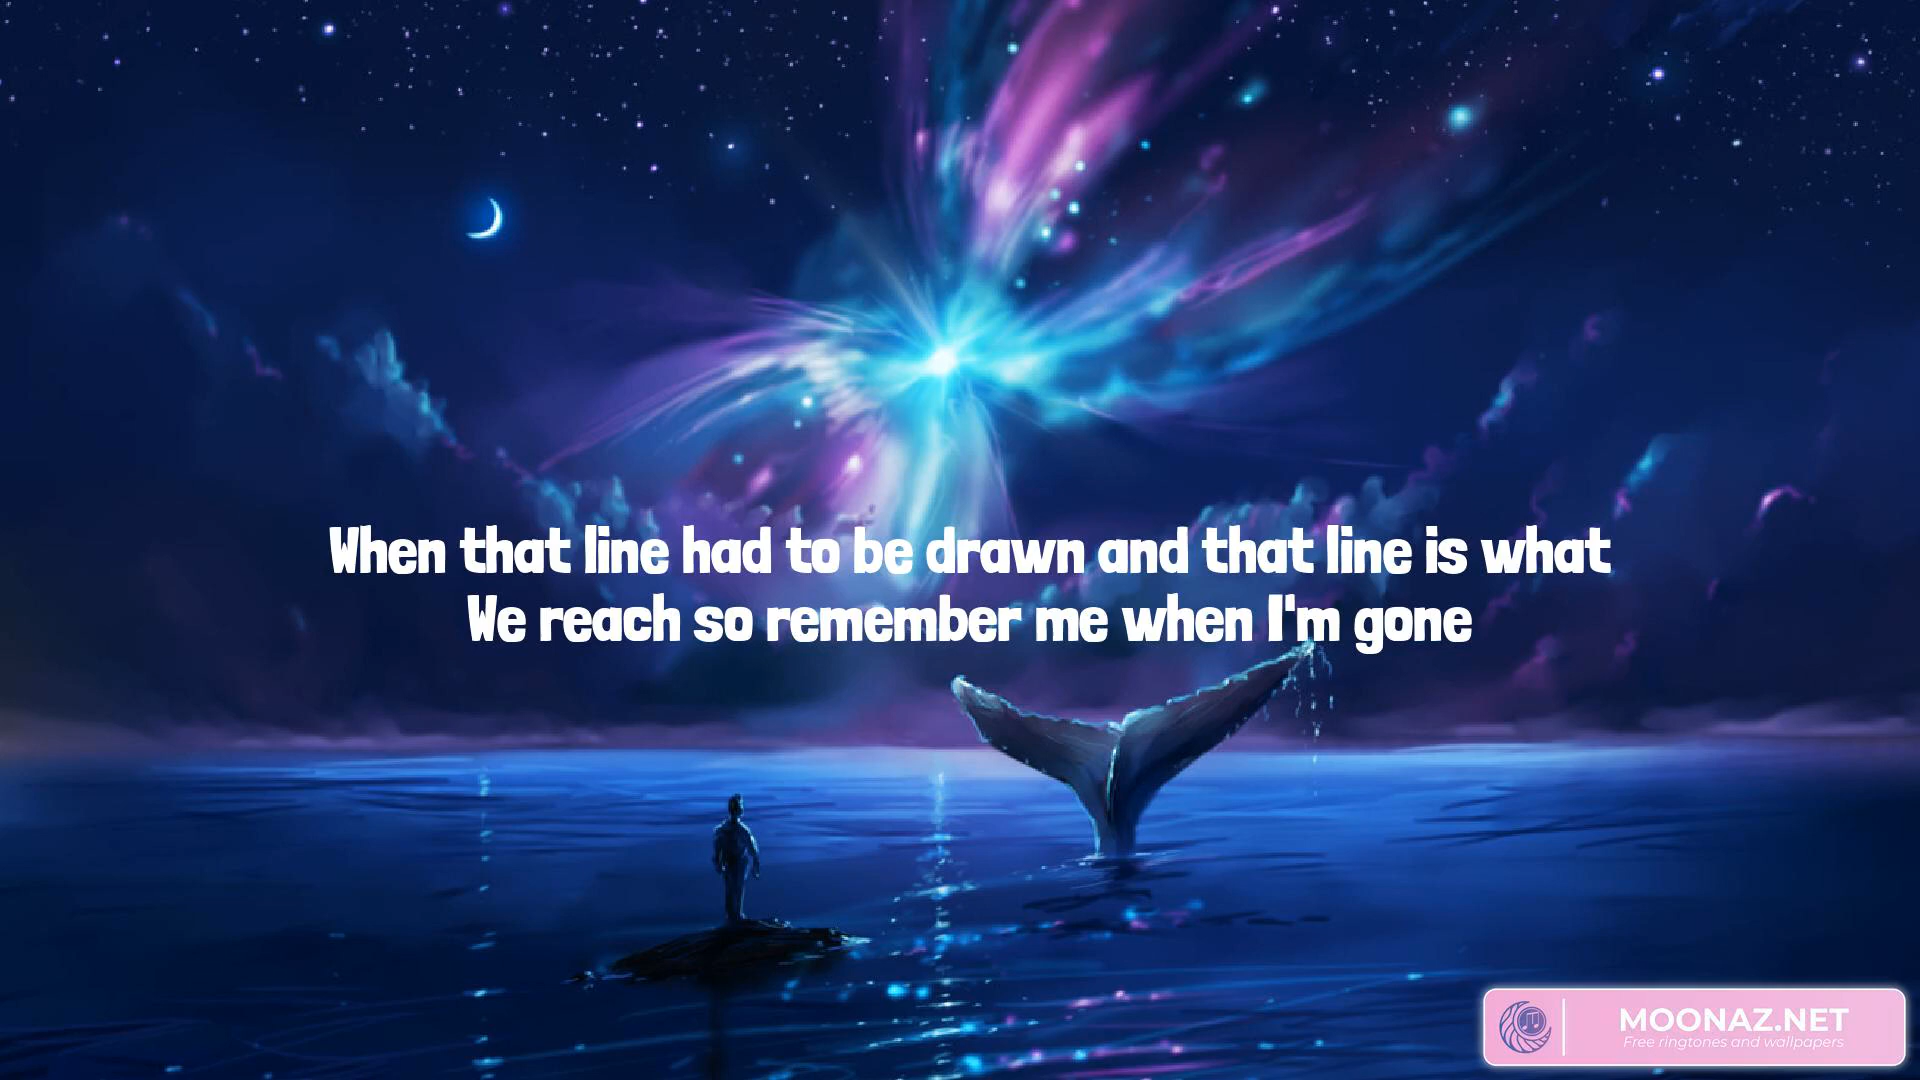 When that line had to be drawn and that line is what
We reach so remember me when I'm gone
MOONAZ.NET
Free ringtones and wallpapers